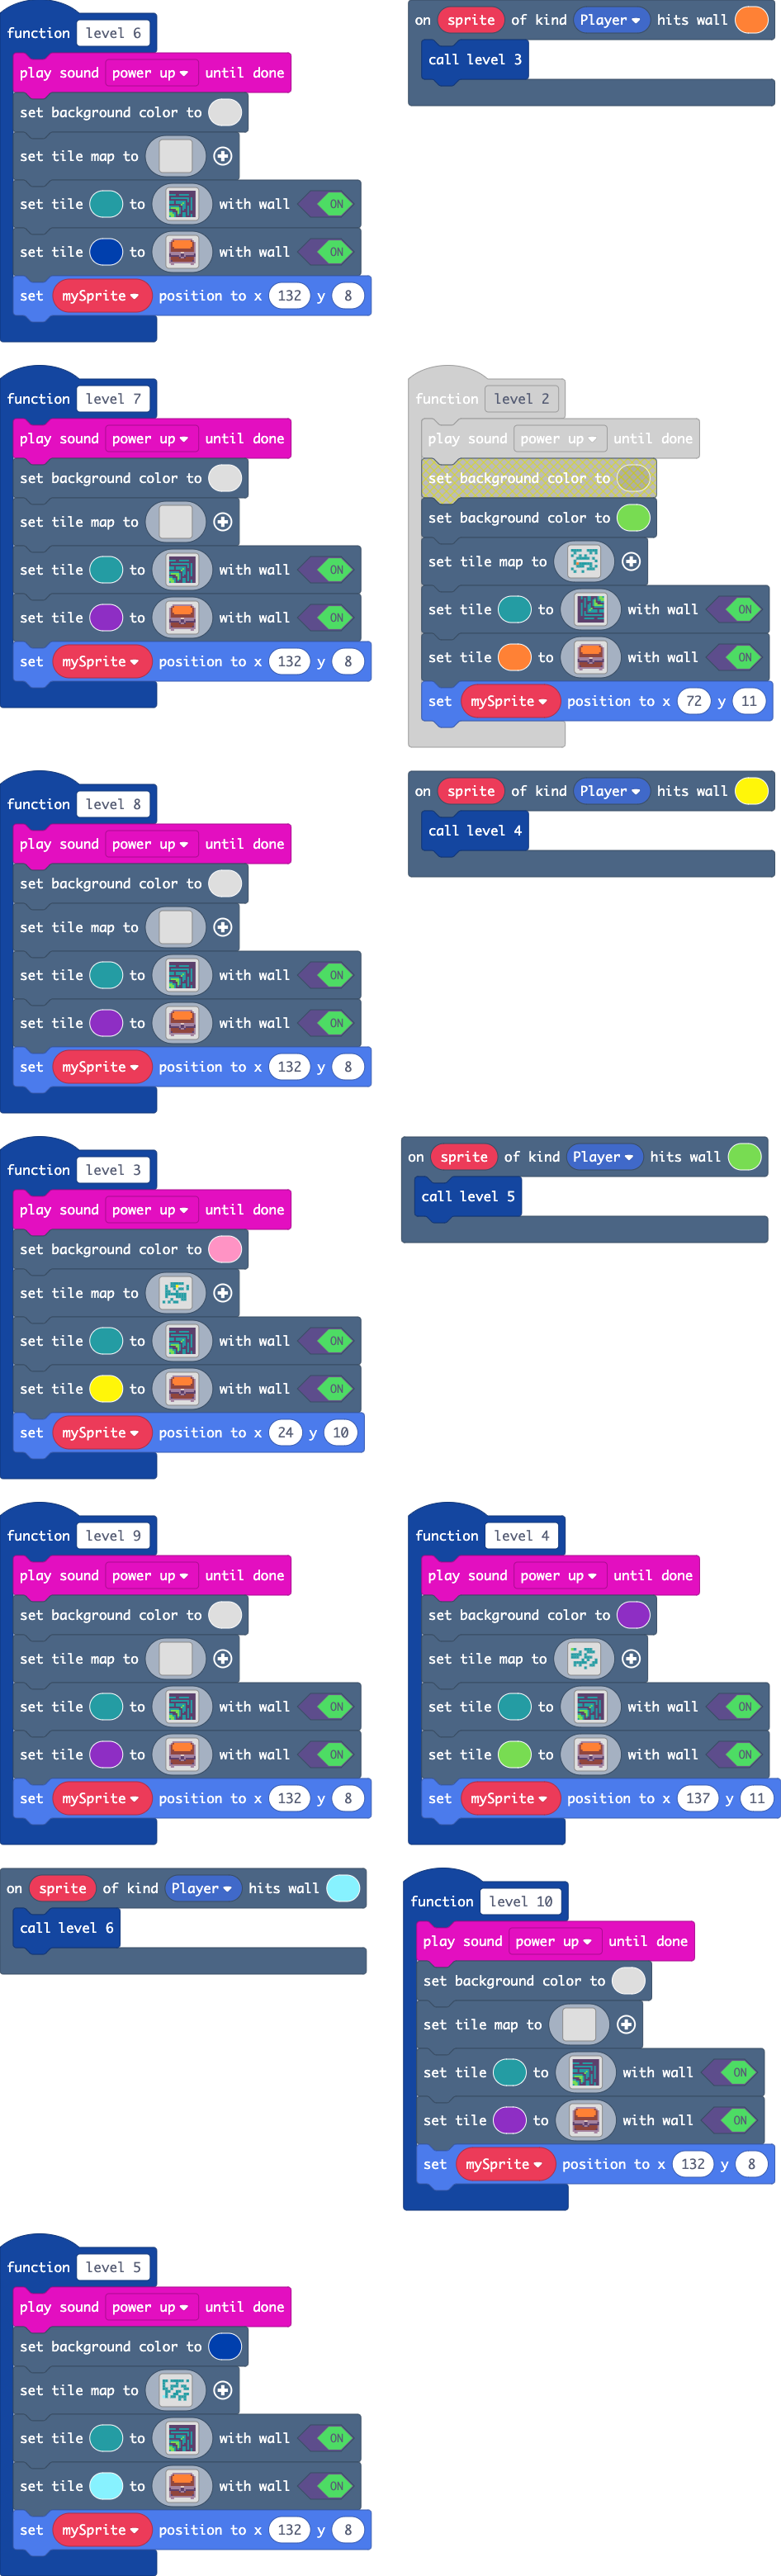 function level 6
play sound power up until done
set background color to
set tile map to
set tile to with wall ON
set tile to with wall ON
set mySprite position to x 132 y 8
on sprite of kind Player hits wall
call level 3
function level 7
play sound power up until done
set background color to
set tile map to
set tile to with wall ON
set tile to with wall ON
set mySprite position to x 132 y 8
function level 2
play sound power up until done
set background color to
set background color to
set tile map to
set tile to with wall ON
set tile to with wall ON
set mySprite position to x 72 y 11
function level 8
play sound power up until done
set background color to
set tile map to
set tile to with wall ON
set tile to with wall ON
set mySprite position to x 132 y 8
on sprite of kind Player hits wall
call level 4
function level 3
play sound power up until done
set background color to
set tile map to
set tile to with wall ON
set tile to with wall ON
set mySprite position to x 24 y 10
on sprite of kind Player hits wall
call level 5
function level 9
play sound power up until done
set background color to
set tile map to
set tile to with wall ON
set tile to with wall ON
set mySprite position to x 132 y 8
function level 4
play sound power up until done
set background color to
set tile map to
set tile to with wall ON
set tile to with wall ON
set mySprite position to x 137 y 11
on sprite of kind Player hits wall
call level 6
function level 10
play sound power up until done
set background color to
set tile map to
set tile to with wall ON
set tile to with wall ON
set mySprite position to x 132 y 8
function level 5
play sound power up until done
set background color to
set tile map to
set tile to with wall ON
set tile to with wall ON
set mySprite position to x 132 y 8